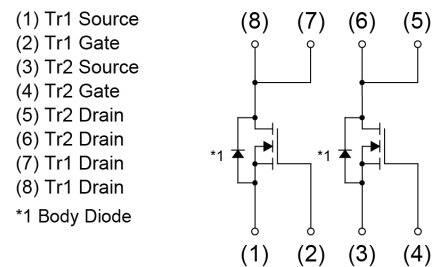 (1) Tr1 Source
(2) Tr1 Gate
(3) Tr2 Source
(4) Tr2 Gate
(5) Tr2 Drain
(6) Tr2 Drain
(7) Tr1 Drain
(8) Tr1 Drain
*1 Body Diode
(8) (7) (6) (5)
*1 *1
(1) (2) (3) (4)